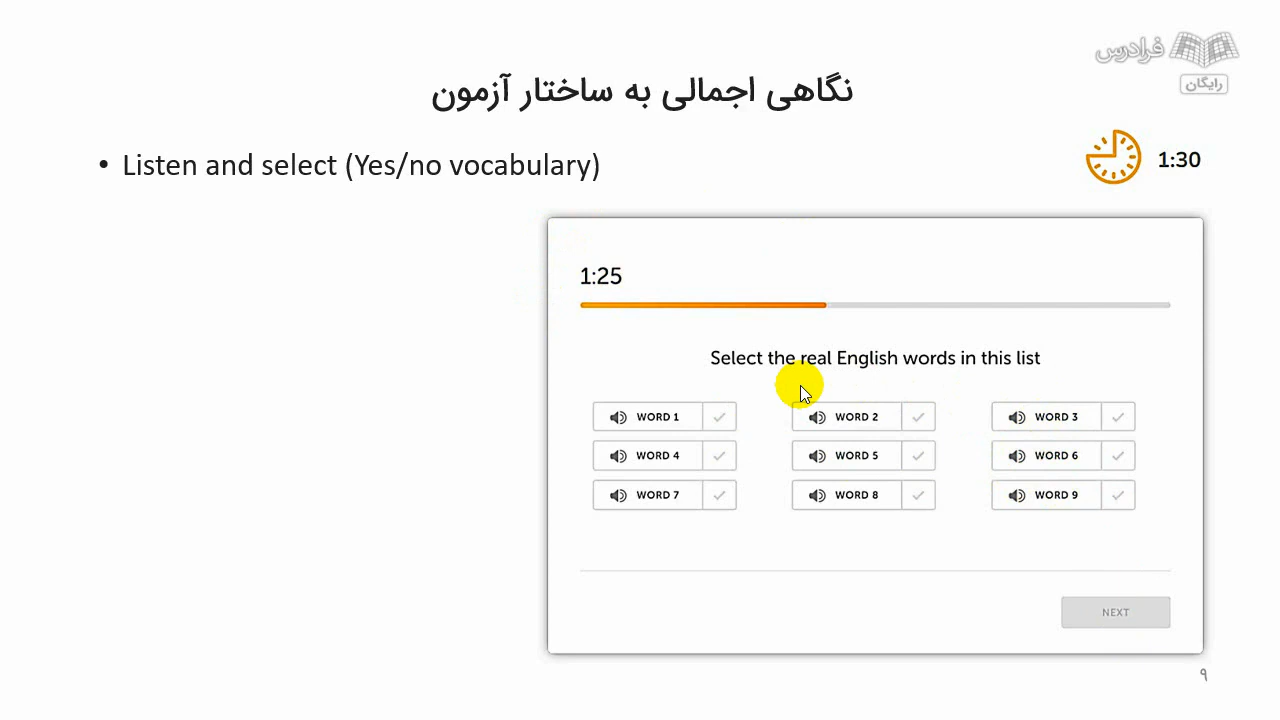 فرادرس
رایگان
نگاهی اجمالی به ساختار آزمون
• Listen and select (Yes/no vocabulary)
1:30
1:25
Select the real English words in this list
WORD 1 WORD 2 WORD 3
WORD 4 WORD 5 WORD 6
WORD 7 WORD 8 WORD 9
NEXT
۹